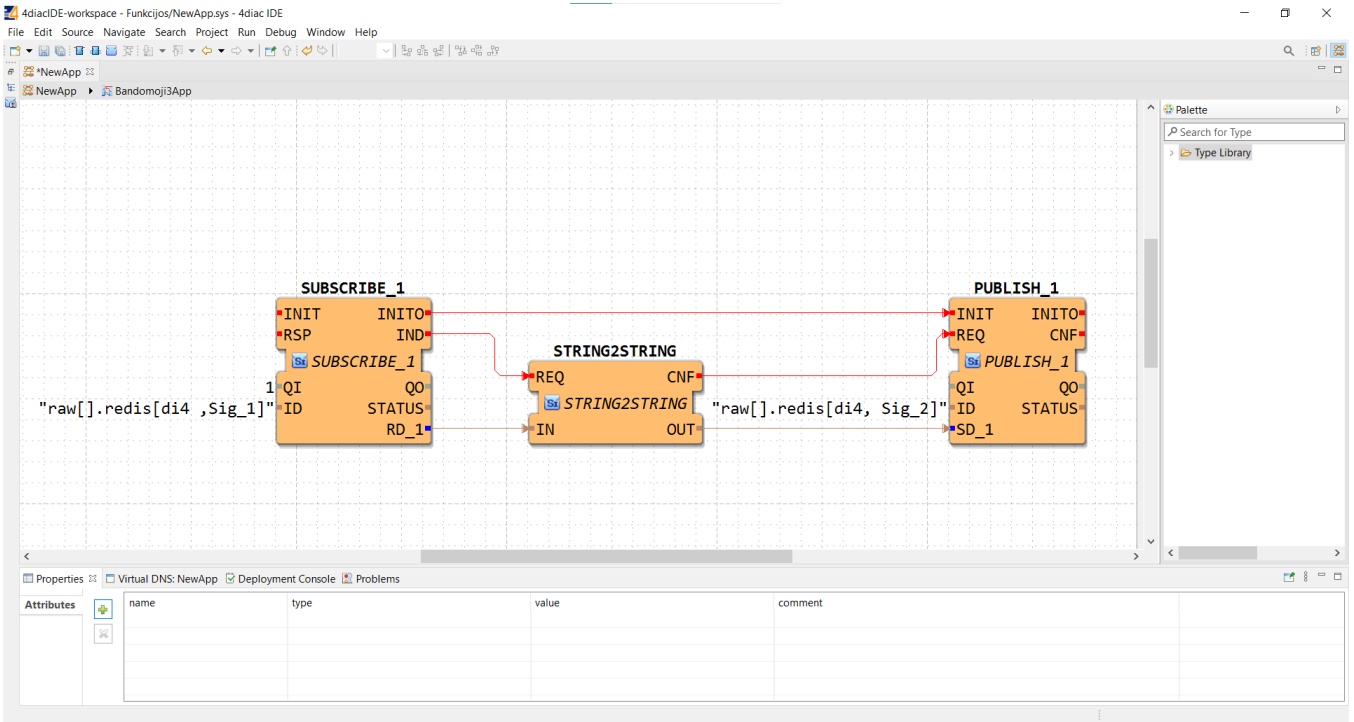 4diacIDE-workspace - Funkcijos/NewApp.sys - 4diac IDE
File Edit Source Navigate Search Project Run Debug Window Help
*NewApp
NewApp Bandomoji3App
Palette
Search for Type
Type Library
SUBSCRIBE_1
INIT INITO
RSP IND
SI SUBSCRIBE_1
1 QI QO
"raw[].redis[di4 ,Sig_1]" ID STATUS
RD_1
STRING2STRING
REQ CNF
SI STRING2STRING
IN OUT
PUBLISH_1
INIT INITO
REQ CNF
SI PUBLISH_1
QI QO
"raw[].redis[di4, Sig_2]" ID STATUS
SD_1
Properties Virtual DNS: NewApp Deployment Console Problems
Attributes
name type value comment